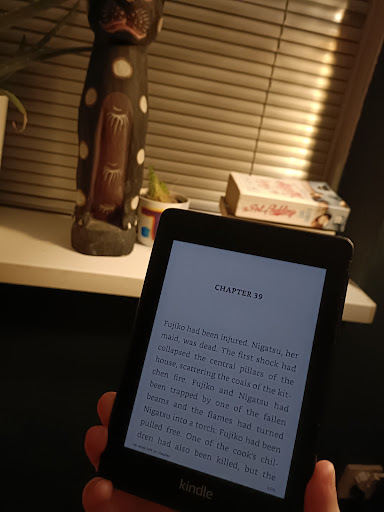 CHAPTER 39
Fujiko had been injured. Nigatsu, her
maid, was dead. The first shock had
collapsed the central pillars of the
house, scattering the coals of the kit-
chen fire. Fujiko and Nigatsu had
been trapped by one of the fallen
beams and the flames had turned
Nigatsu into a torch. Fujiko had been
pulled free. One of the cook's chil-
dren had also been killed, but the
kindle